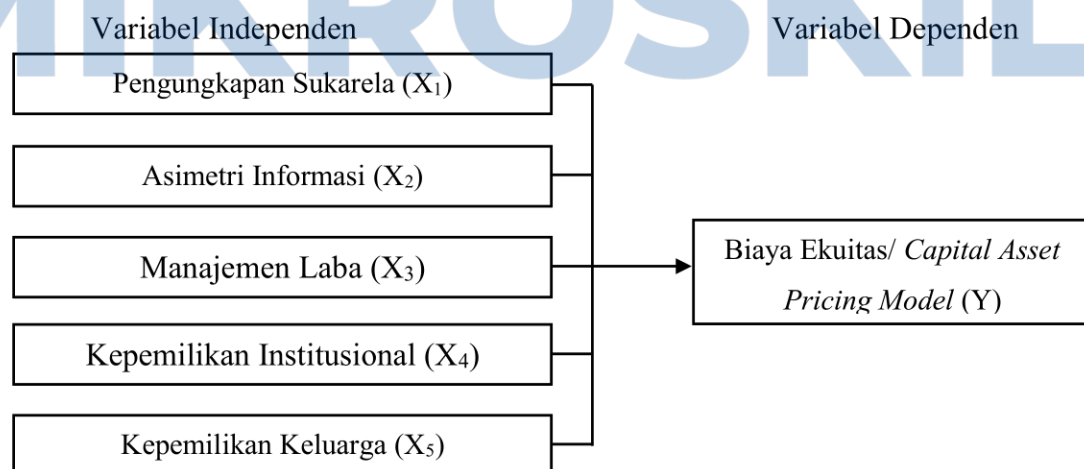 MIKROSKIL
Variabel Independen
Variabel Dependen
Pengungkapan Sukarela (X₁)
Asimetri Informasi (X₂)
Manajemen Laba (X₃)
Kepemilikan Institusional (X₄)
Kepemilikan Keluarga (X₅)
Biaya Ekuitas/ Capital Asset
Pricing Model (Y)